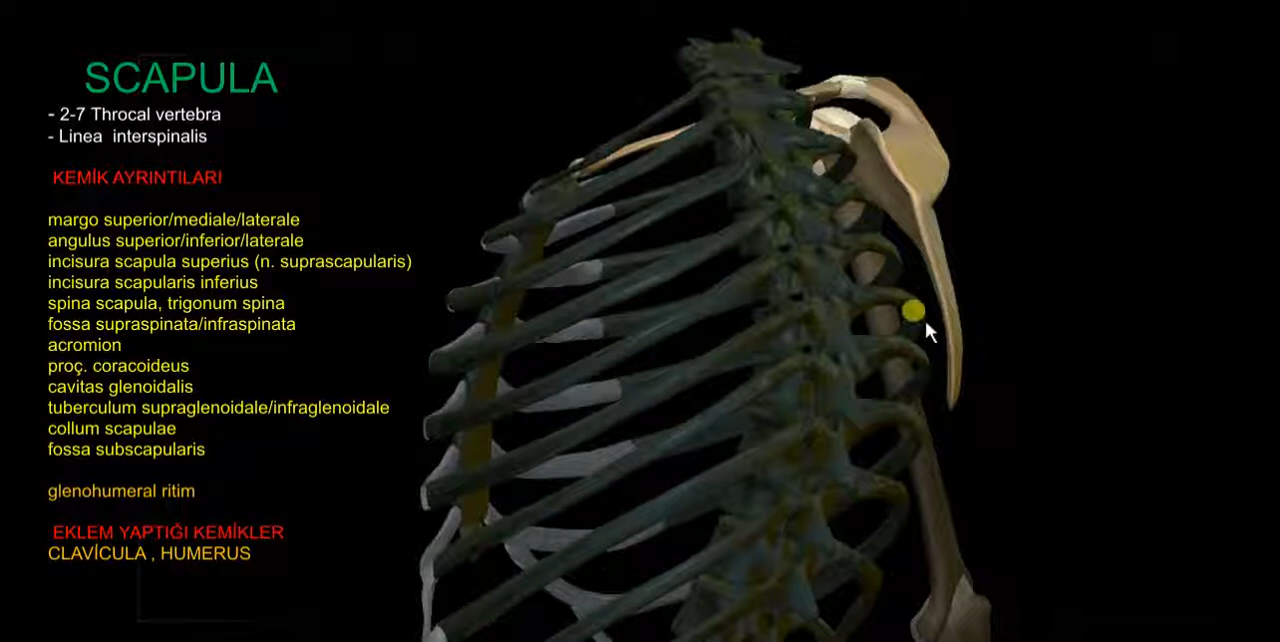 SCAPULA
- 2-7 Throcal vertebra
- Linea interspinalis
KEMİK AYRINTILARI
margo superior/mediale/laterale
angulus superior/inferior/laterale
incisura scapula superius (n. suprascapularis)
incisura scapularis inferius
spina scapula, trigonum spina
fossa supraspinata/infraspinata
acromion
proç. coracoideus
cavitas glenoidalis
tuberculum supraglenoidale/infraglenoidale
collum scapulae
fossa subscapularis
glenohumeral ritim
EKLEM YAPTIĞI KEMİKLER
CLAVİCULA , HUMERUS